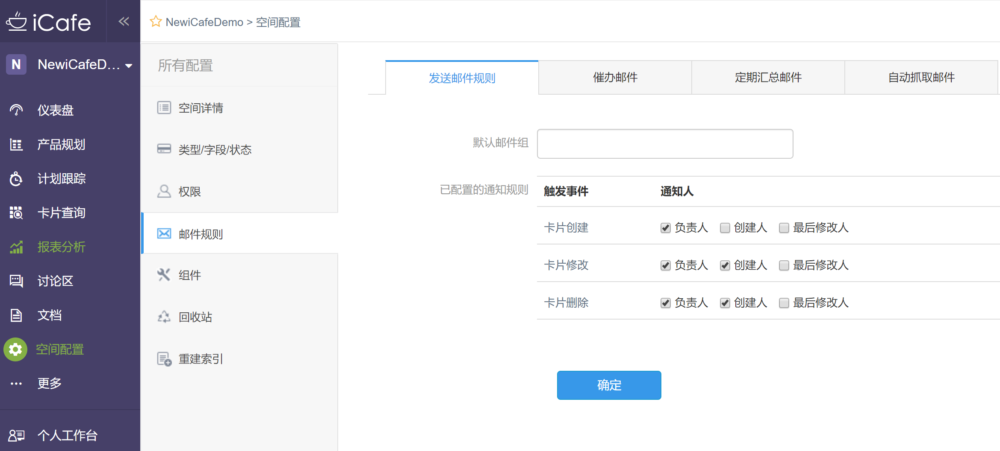 iCafe
NewiCafeDemo > 空间配置
N NewiCafeD...
仪表盘
产品规划
计划跟踪
卡片查询
报表分析
讨论区
文档
空间配置
更多
个人工作台
所有配置
空间详情
类型/字段/状态
权限
邮件规则
组件
回收站
重建索引
发送邮件规则 催办邮件 定期汇总邮件 自动抓取邮件
默认邮件组
已配置的通知规则 触发事件 通知人
卡片创建 负责人 创建人 最后修改人
卡片修改 负责人 创建人 最后修改人
卡片删除 负责人 创建人 最后修改人
确定